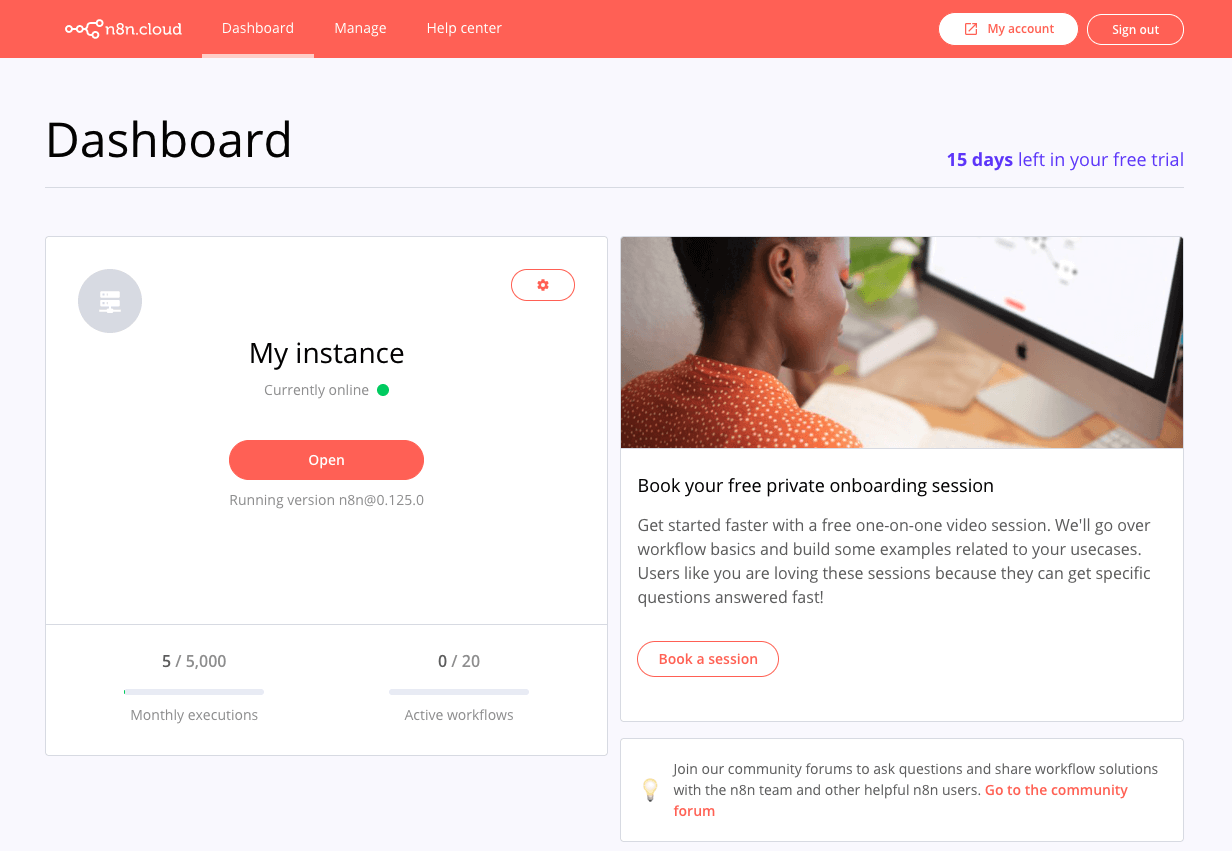 n8n.cloud
Dashboard
Manage
Help center
My account
Sign out
Dashboard
15 days left in your free trial
My instance
Currently online
Open
Running version n8n@0.125.0
5 / 5,000
Monthly executions
0 / 20
Active workflows
Book your free private onboarding session
Get started faster with a free one-on-one video session. We'll go over
workflow basics and build some examples related to your usecases.
Users like you are loving these sessions because they can get specific
questions answered fast!
Book a session
Join our community forums to ask questions and share workflow solutions
with the n8n team and other helpful n8n users. Go to the community
forum